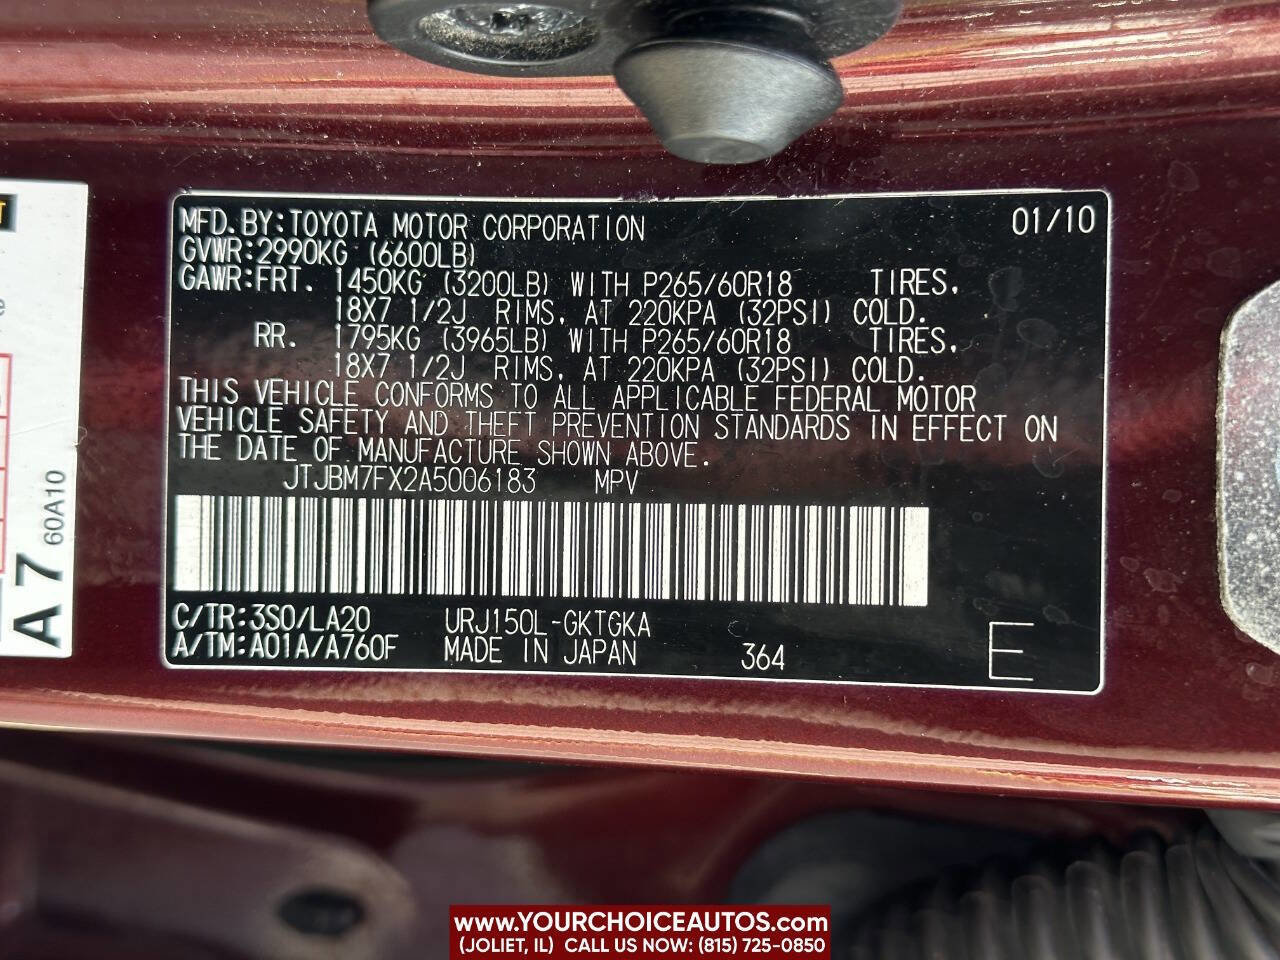 MFD. BY: TOYOTA MOTOR CORPORATION 01/10
GVWR: 2990KG (6600LB)
GAWR: FRT. 1450KG (3200LB) WITH P265/60R18 TIRES,
18X7 1/2J RIMS, AT 220KPA (32PSI) COLD.
RR. 1795KG (3965LB) WITH P265/60R18 TIRES,
18X7 1/2J RIMS, AT 220KPA (32PSI) COLD.
THIS VEHICLE CONFORMS TO ALL APPLICABLE FEDERAL MOTOR
VEHICLE SAFETY AND THEFT PREVENTION STANDARDS IN EFFECT ON
THE DATE OF MANUFACTURE SHOWN ABOVE.
JTJBM7FX2A5006183 MPV
C/TR: 3S0/LA20 URJ150L-GKTGKA
A/TM: A01A/A760F MADE IN JAPAN 364 E
A7 60A10
www.YOURCHOICEAUTOS.com
(JOLIET, IL) CALL US NOW: (815) 725-0850